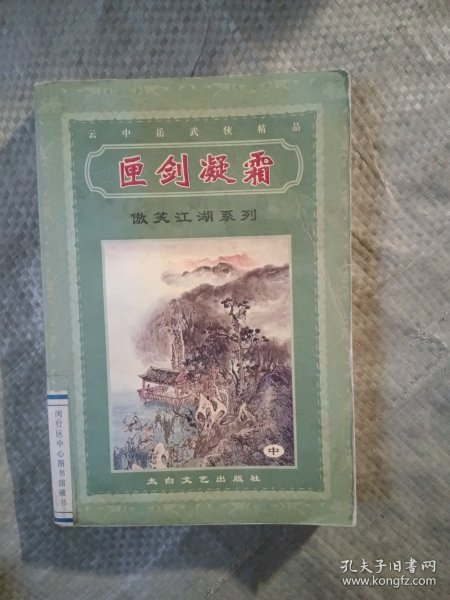 云中岳武侠精品
匣剑凝霜
傲笑江湖系列
中
太白文艺出版社
闵行区中心图书馆藏书
孔夫子旧书网
www.kongfz.com